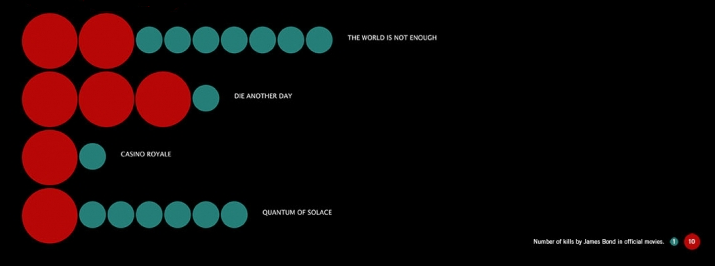 THE WORLD IS NOT ENOUGH
DIE ANOTHER DAY
CASINO ROYALE
QUANTUM OF SOLACE
Number of kills by James Bond in official movies. 1 10